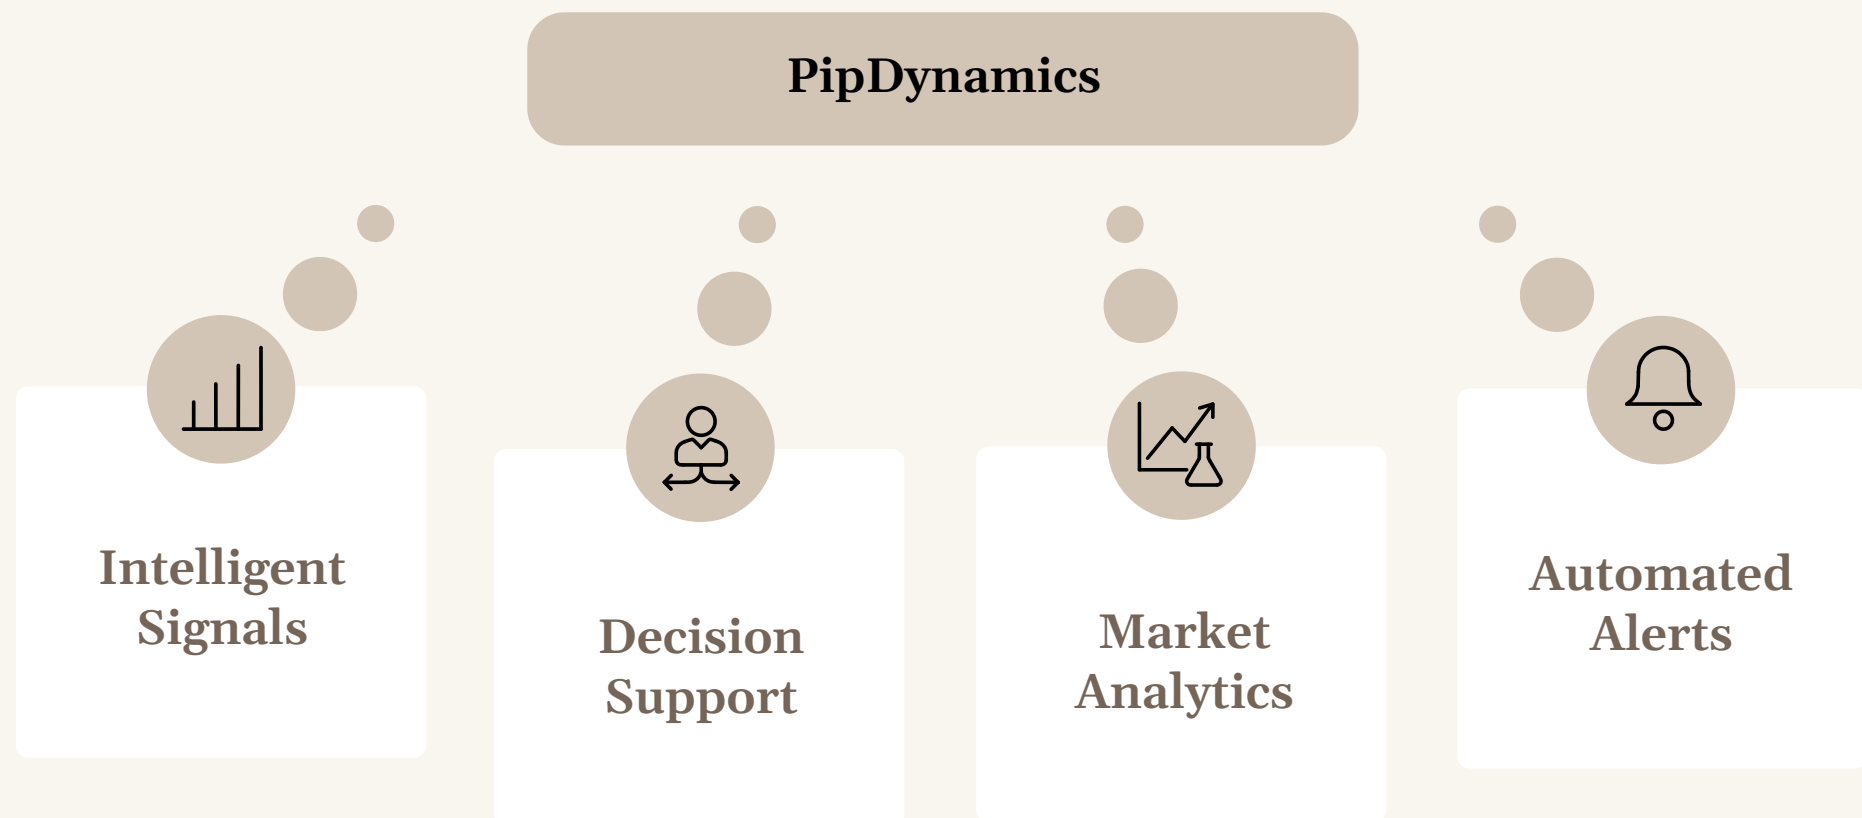 PipDynamics
Intelligent
Signals
Decision
Support
Market
Analytics
Automated
Alerts